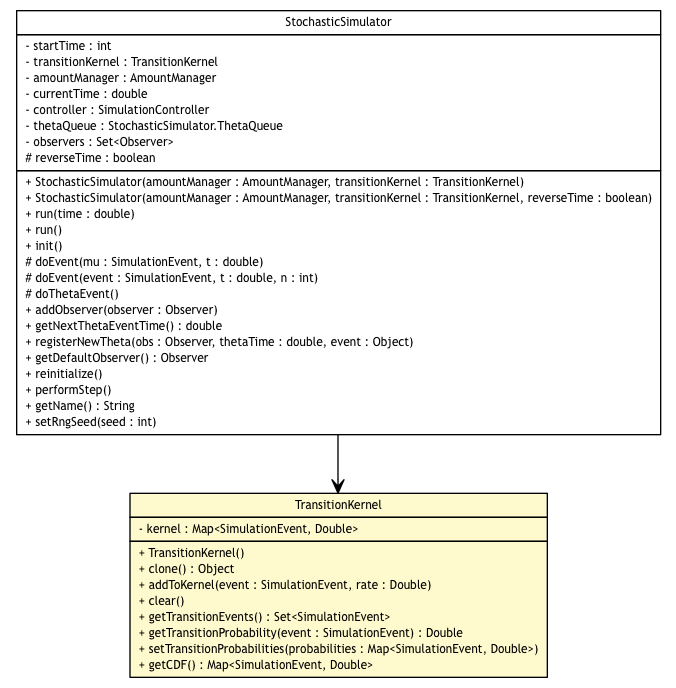 StochasticSimulator
- startTime : int
- transitionKernel : TransitionKernel
- amountManager : AmountManager
- currentTime : double
- controller : SimulationController
- thetaQueue : StochasticSimulator.ThetaQueue
- observers : Set<Observer>
# reverseTime : boolean
+ StochasticSimulator(amountManager : AmountManager, transitionKernel : TransitionKernel)
+ StochasticSimulator(amountManager : AmountManager, transitionKernel : TransitionKernel, reverseTime : boolean)
+ run(time : double)
+ run()
+ init()
# doEvent(mu : SimulationEvent, t : double)
# doEvent(event : SimulationEvent, t : double, n : int)
# doThetaEvent()
+ addObserver(observer : Observer)
+ getNextThetaEventTime() : double
+ registerNewTheta(obs : Observer, thetaTime : double, event : Object)
+ getDefaultObserver() : Observer
+ reinitialize()
+ performStep()
+ getName() : String
+ setRngSeed(seed : int)
TransitionKernel
- kernel : Map<SimulationEvent, Double>
+ TransitionKernel()
+ clone() : Object
+ addToKernel(event : SimulationEvent, rate : Double)
+ clear()
+ getTransitionEvents() : Set<SimulationEvent>
+ getTransitionProbability(event : SimulationEvent) : Double
+ setTransitionProbabilities(probabilities : Map<SimulationEvent, Double>)
+ getCDF() : Map<SimulationEvent, Double>